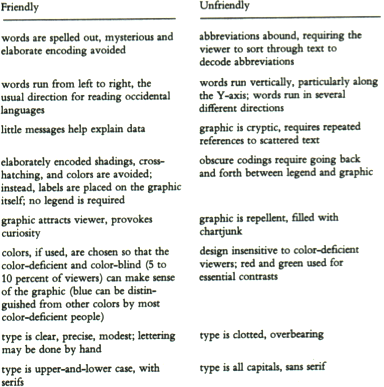 Friendly
Unfriendly
words are spelled out, mysterious and
elaborate encoding avoided
abbreviations abound, requiring the
viewer to sort through text to
decode abbreviations
words run from left to right, the
usual direction for reading occidental
languages
words run vertically, particularly along
the Y-axis; words run in several
different directions
little messages help explain data
graphic is cryptic, requires repeated
references to scattered text
elaborately encoded shadings, cross-
hatching, and colors are avoided;
instead, labels are placed on the graphic
itself; no legend is required
obscure codings require going back
and forth between legend and graphic
graphic attracts viewer, provokes
curiosity
graphic is repellent, filled with
chartjunk
colors, if used, are chosen so that the
color-deficient and color-blind (5 to
10 percent of viewers) can make sense
of the graphic (blue can be distin-
guished from other colors by most
color-deficient people)
design insensitive to color-deficient
viewers; red and green used for
essential contrasts
type is clear, precise, modest; lettering
may be done by hand
type is clotted, overbearing
type is upper-and-lower case, with
serifs
type is all capitals, sans serif